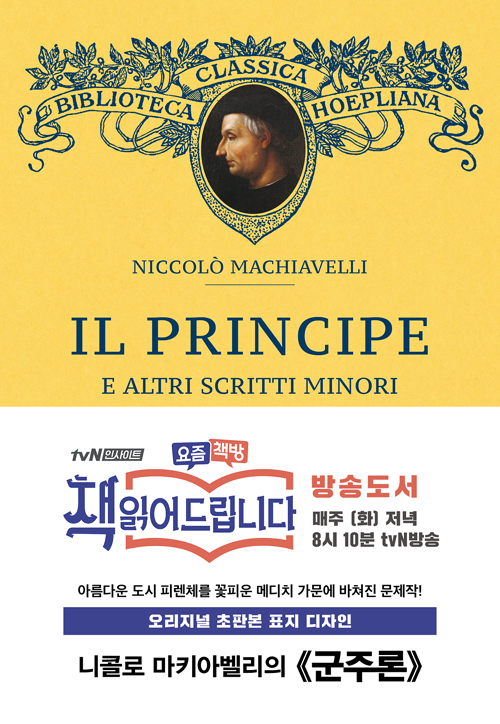 CLASSICA
BIBLIOTECA HOEPLIANA
NICCOLÒ MACHIAVELLI
IL PRINCIPE
E ALTRI SCRITTI MINORI
tvN 인사이트
요즘 책방
책 읽어드립니다
방송도서
매주 (화) 저녁
8시 10분 tvN방송
아름다운 도시 피렌체를 꽃피운 메디치 가문에 바쳐진 문제작!
오리지널 초판본 표지 디자인
니콜로 마키아벨리의 《군주론》